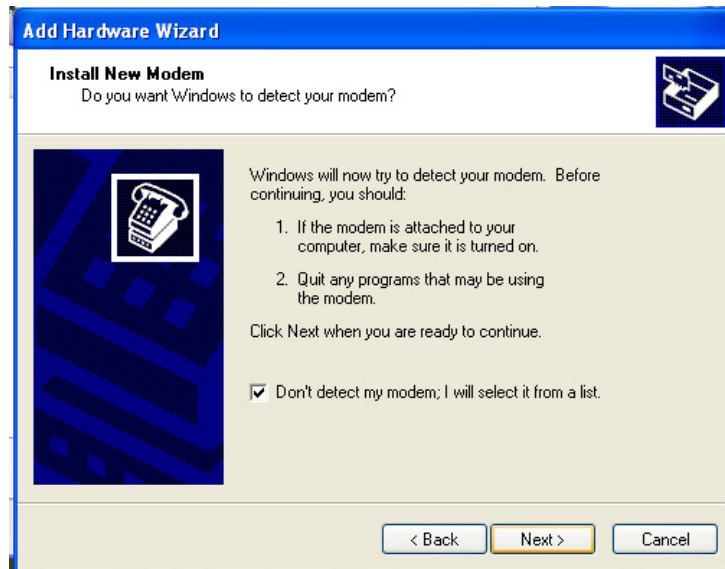 Add Hardware Wizard
Install New Modem
Do you want Windows to detect your modem?
Windows will now try to detect your modem. Before
continuing, you should:
1. If the modem is attached to your
computer, make sure it is turned on.
2. Quit any programs that may be using
the modem.
Click Next when you are ready to continue.
Don't detect my modem; I will select it from a list.
< Back Next > Cancel